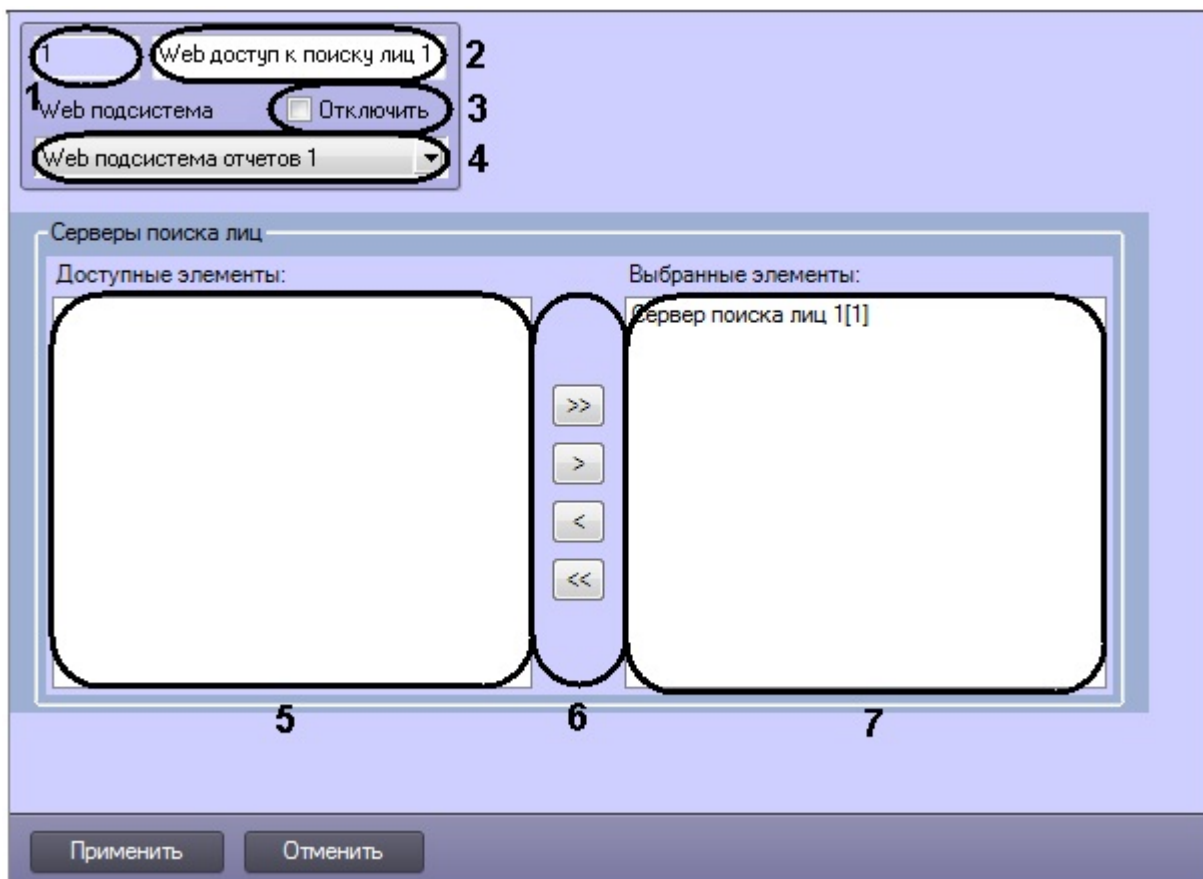 1 Web доступ к поиску лиц 1 2
1 Web подсистема Отключить 3
Web подсистема отчетов 1 4
Серверы поиска лиц
Доступные элементы: Выбранные элементы:
Сервер поиска лиц 1[1]
>>
>
<
<<
5 6 7
Применить Отменить